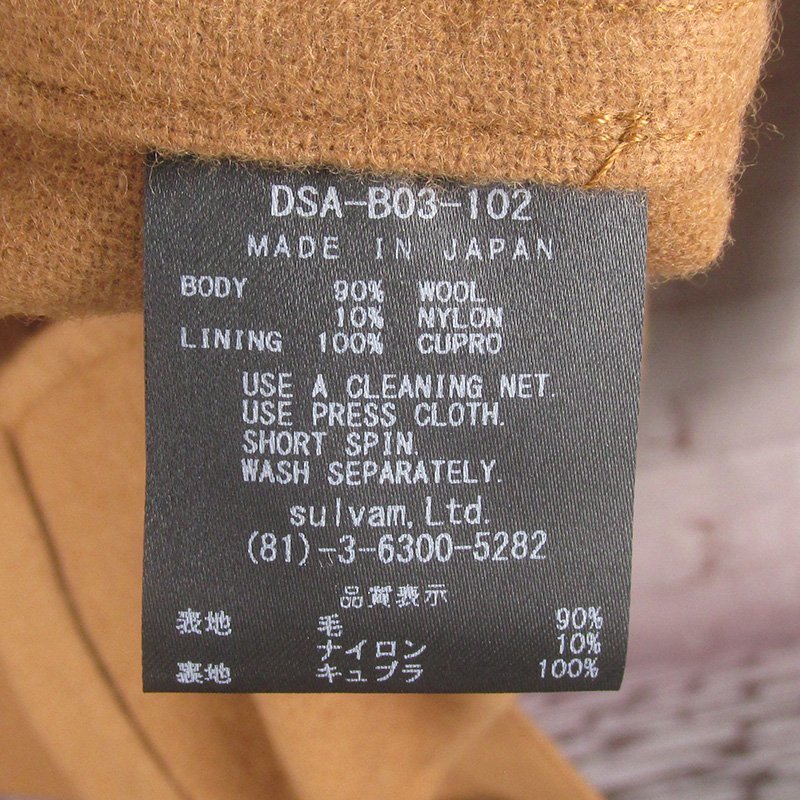 DSA-B03-102
MADE IN JAPAN
BODY 90% WOOL
10% NYLON
LINING 100% CUPRO
USE A CLEANING NET.
USE PRESS CLOTH.
SHORT SPIN.
WASH SEPARATELY.
sulvam, Ltd.
(81)-3-6300-5282
品質表示
表地 毛 90%
ナイロン 10%
裏地 キュプラ 100%